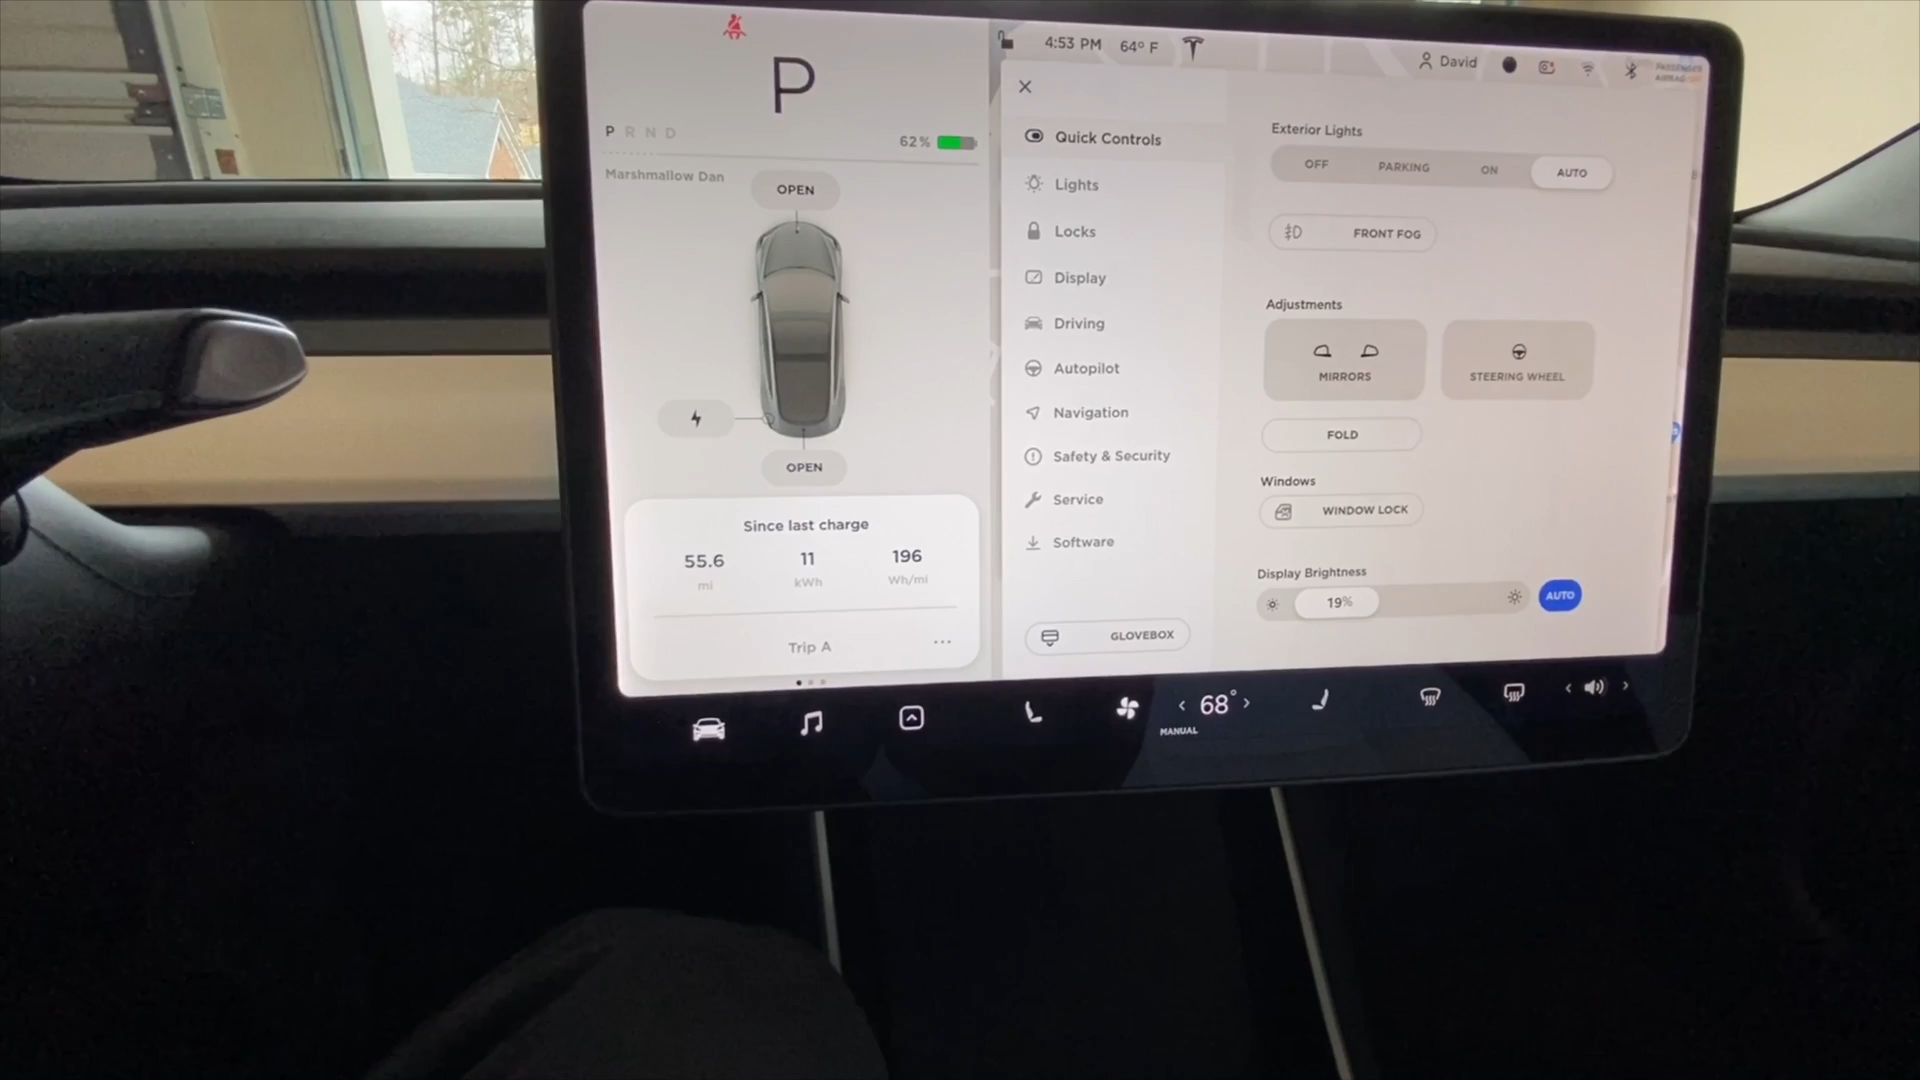 P
P R N D
62%
Marshmallow Dan
OPEN
OPEN
Since last charge
55.6 11 196
mi kWh Wh/mi
Trip A
4:53 PM 64° F
David
PASSENGER
AIRBAG OFF
Quick Controls
Lights
Locks
Display
Driving
Autopilot
Navigation
Safety & Security
Service
Software
GLOVEBOX
Exterior Lights
OFF PARKING ON AUTO
FRONT FOG
Adjustments
MIRRORS STEERING WHEEL
FOLD
Windows
WINDOW LOCK
Display Brightness
19% AUTO
68°
MANUAL